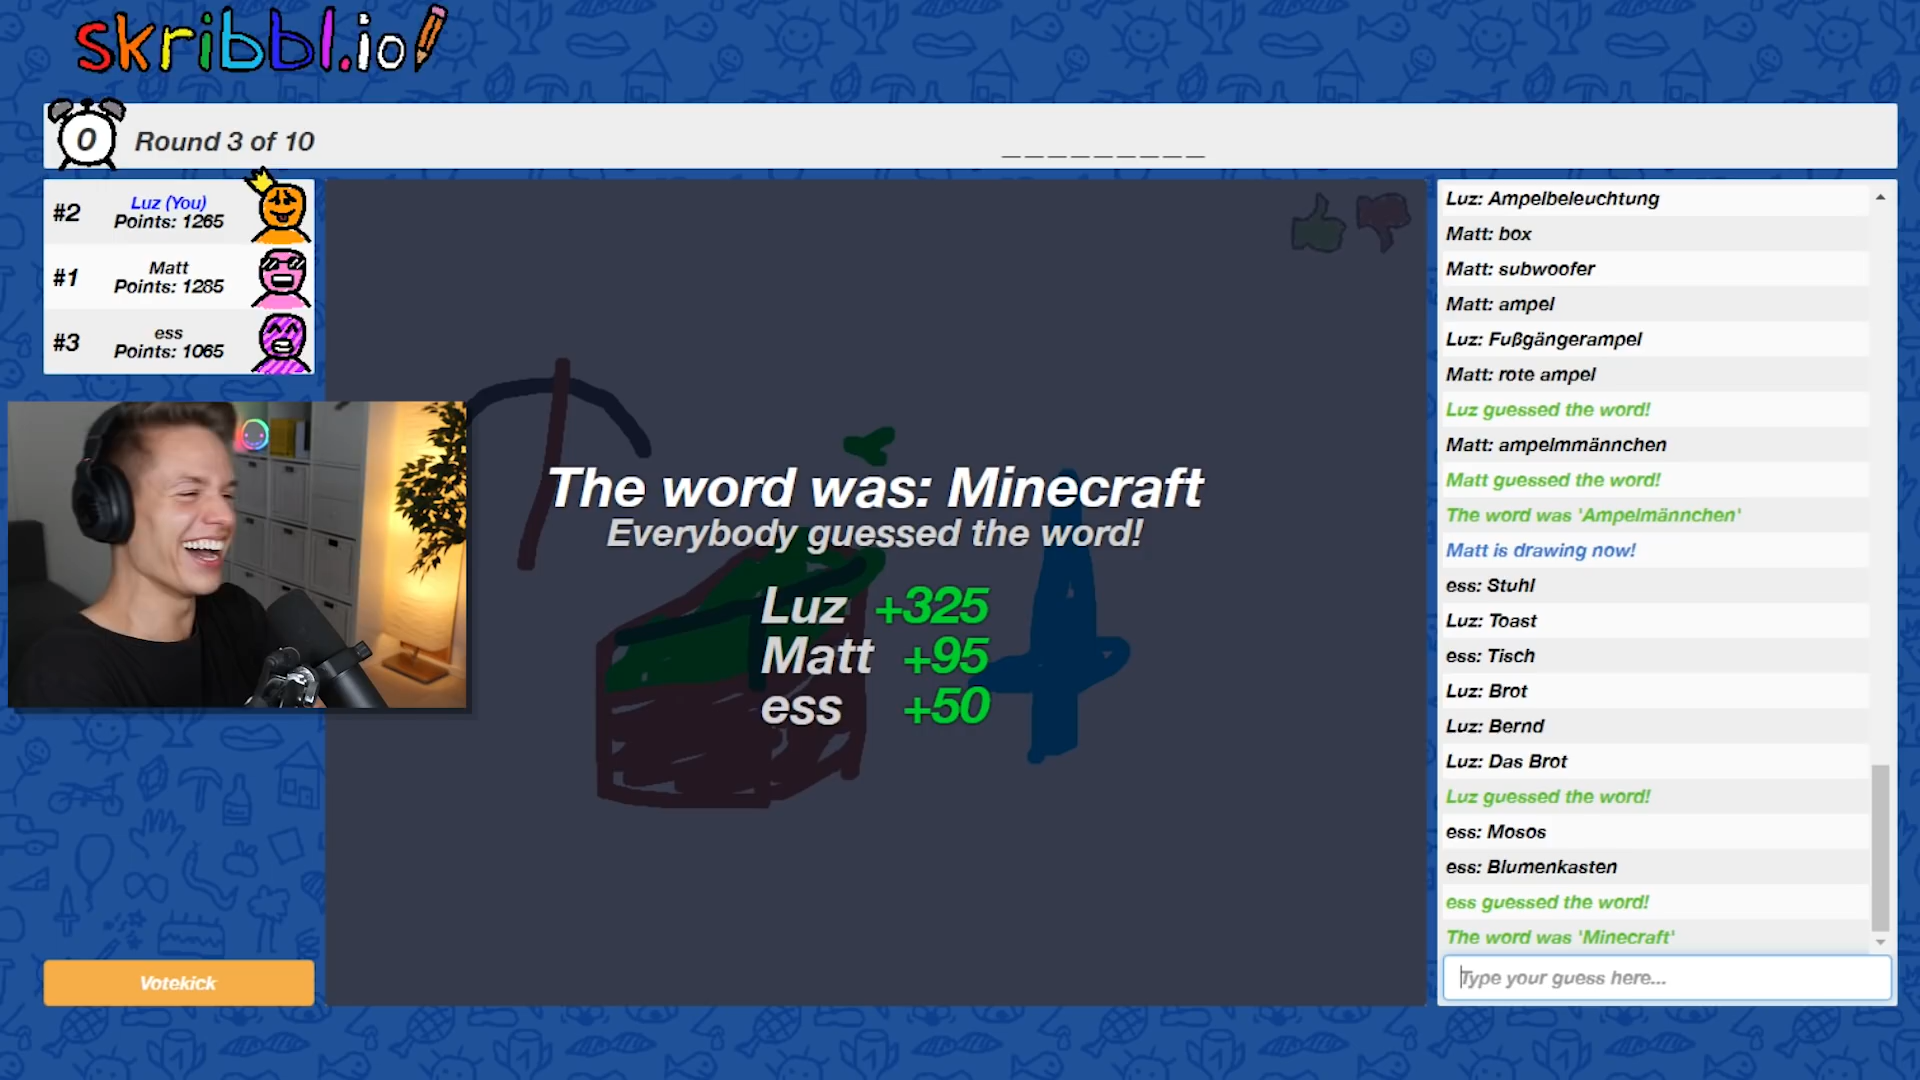 skribbl.io
0
Round 3 of 10
_________
#2
Luz (You)
Points: 1265
#1
Matt
Points: 1285
#3
ess
Points: 1065
The word was: Minecraft
Everybody guessed the word!
Luz +325
Matt +95
ess +50
Votekick
Luz: Ampelbeleuchtung
Matt: box
Matt: subwoofer
Matt: ampel
Luz: Fußgängerampel
Matt: rote ampel
Luz guessed the word!
Matt: ampelmmännchen
Matt guessed the word!
The word was 'Ampelmännchen'
Matt is drawing now!
ess: Stuhl
Luz: Toast
ess: Tisch
Luz: Brot
Luz: Bernd
Luz: Das Brot
Luz guessed the word!
ess: Mosos
ess: Blumenkasten
ess guessed the word!
The word was 'Minecraft'
Type your guess here...